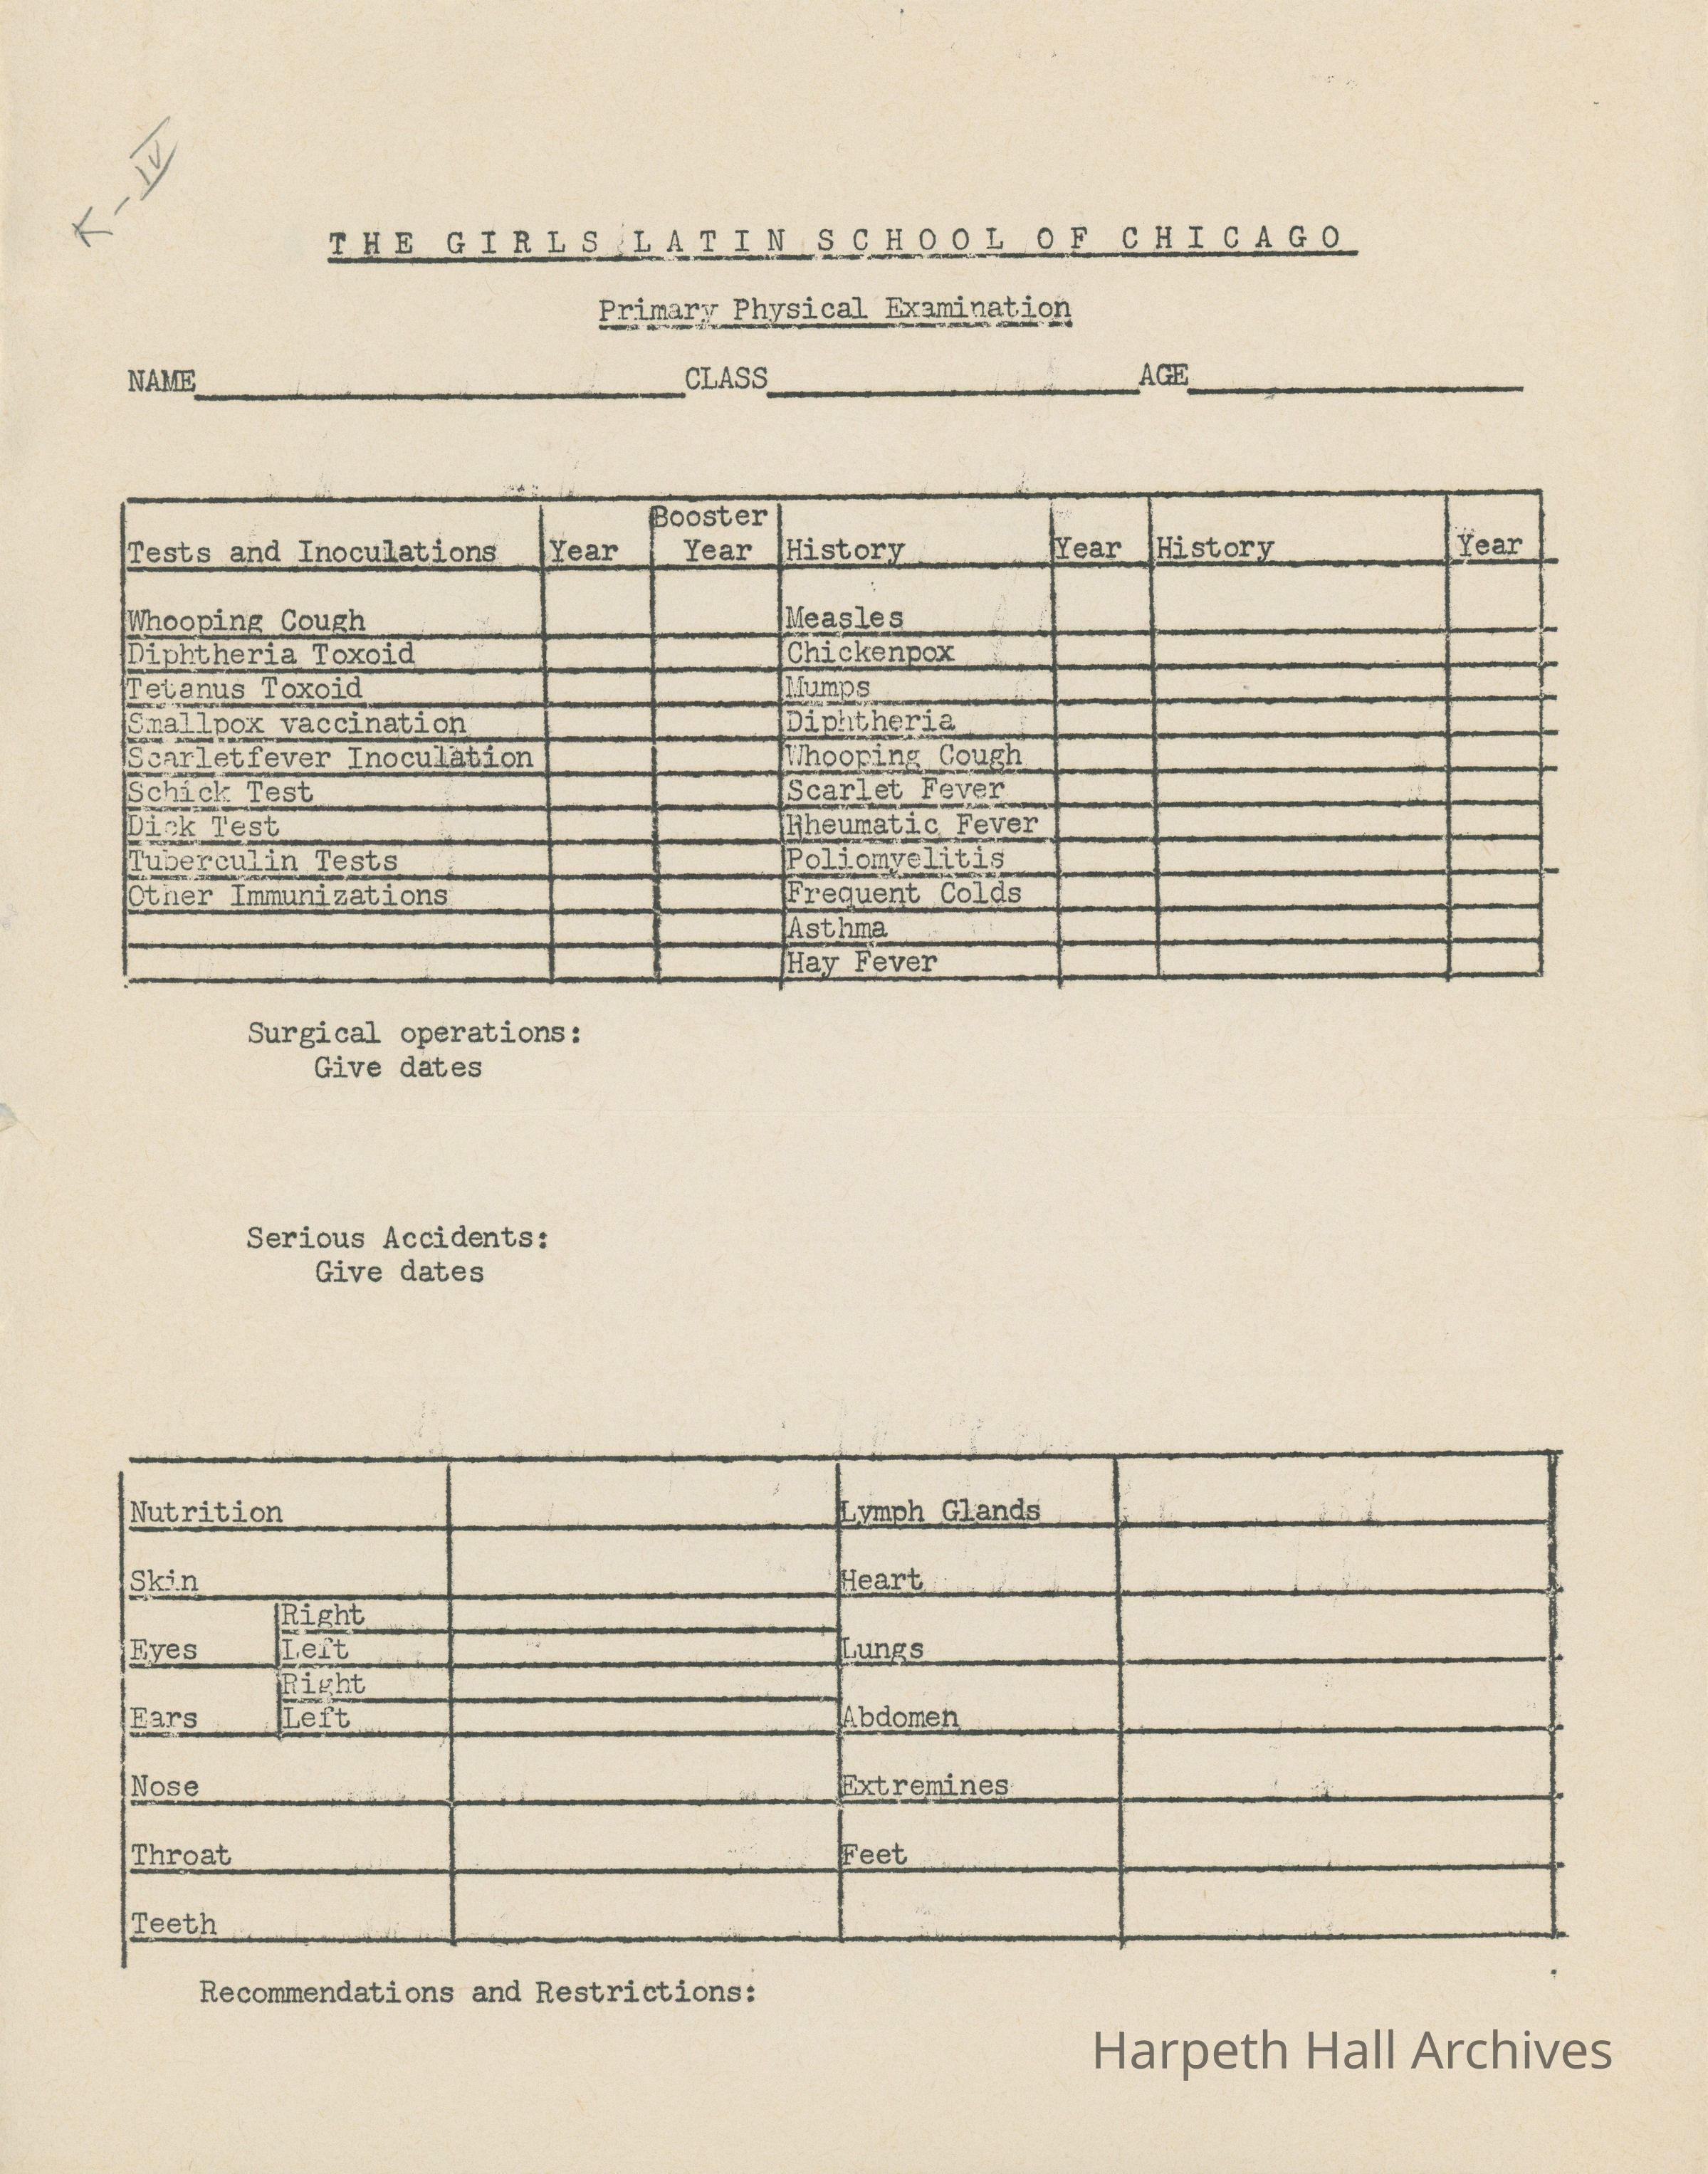 K-IV
THE GIRLS LATIN SCHOOL OF CHICAGO
Primary Physical Examination
NAME CLASS AGE
Booster
Tests and Inoculations Year Year History Year History Year
Whooping Cough Measles
Diphtheria Toxoid Chickenpox
Tetanus Toxoid Mumps
Smallpox vaccination Diphtheria
Scarletfever Inoculation Whooping Cough
Schick Test Scarlet Fever
Dick Test Rheumatic Fever
Tuberculin Tests Poliomyelitis
Other Immunizations Frequent Colds
Asthma
Hay Fever
Surgical operations:
Give dates
Serious Accidents:
Give dates
Nutrition Lymph Glands
Skin Heart
Right
Eyes Left Lungs
Right
Ears Left Abdomen
Nose Extremines
Throat Feet
Teeth
Recommendations and Restrictions:
Harpeth Hall Archives